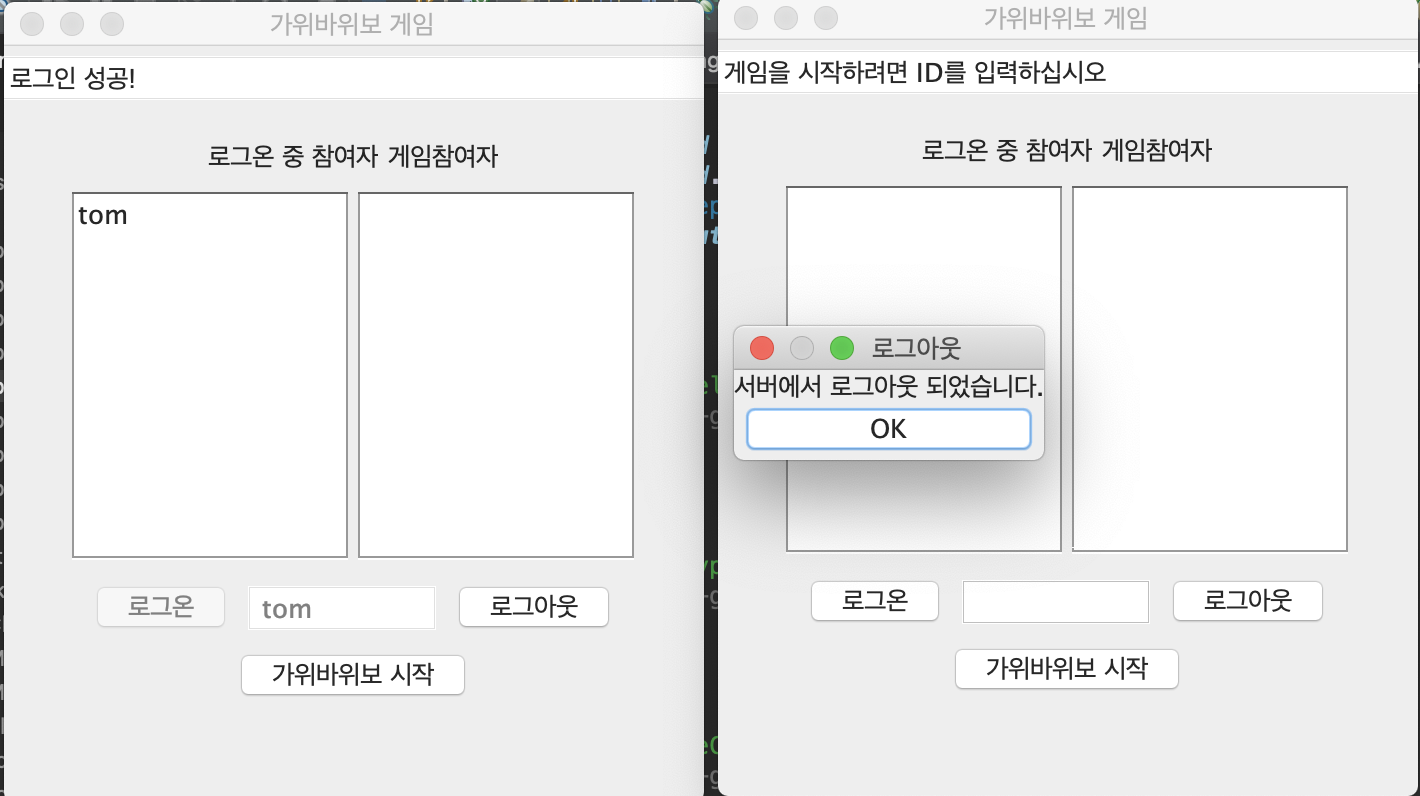 가위바위보 게임
로그인 성공!
로그온 중 참여자 게임참여자
tom
로그온 tom 로그아웃
가위바위보 시작
가위바위보 게임
게임을 시작하려면 ID를 입력하십시오
로그온 중 참여자 게임참여자
로그아웃
서버에서 로그아웃 되었습니다.
OK
로그온 로그아웃
가위바위보 시작